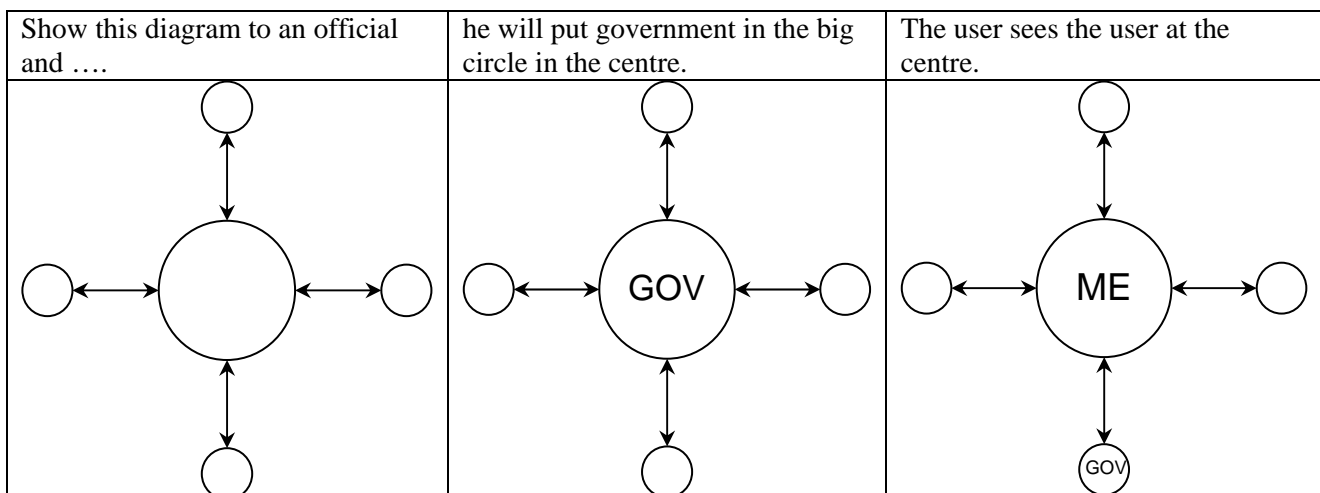 Show this diagram to an official
and ….
he will put government in the big
circle in the centre.
The user sees the user at the
centre.
GOV
ME
GOV